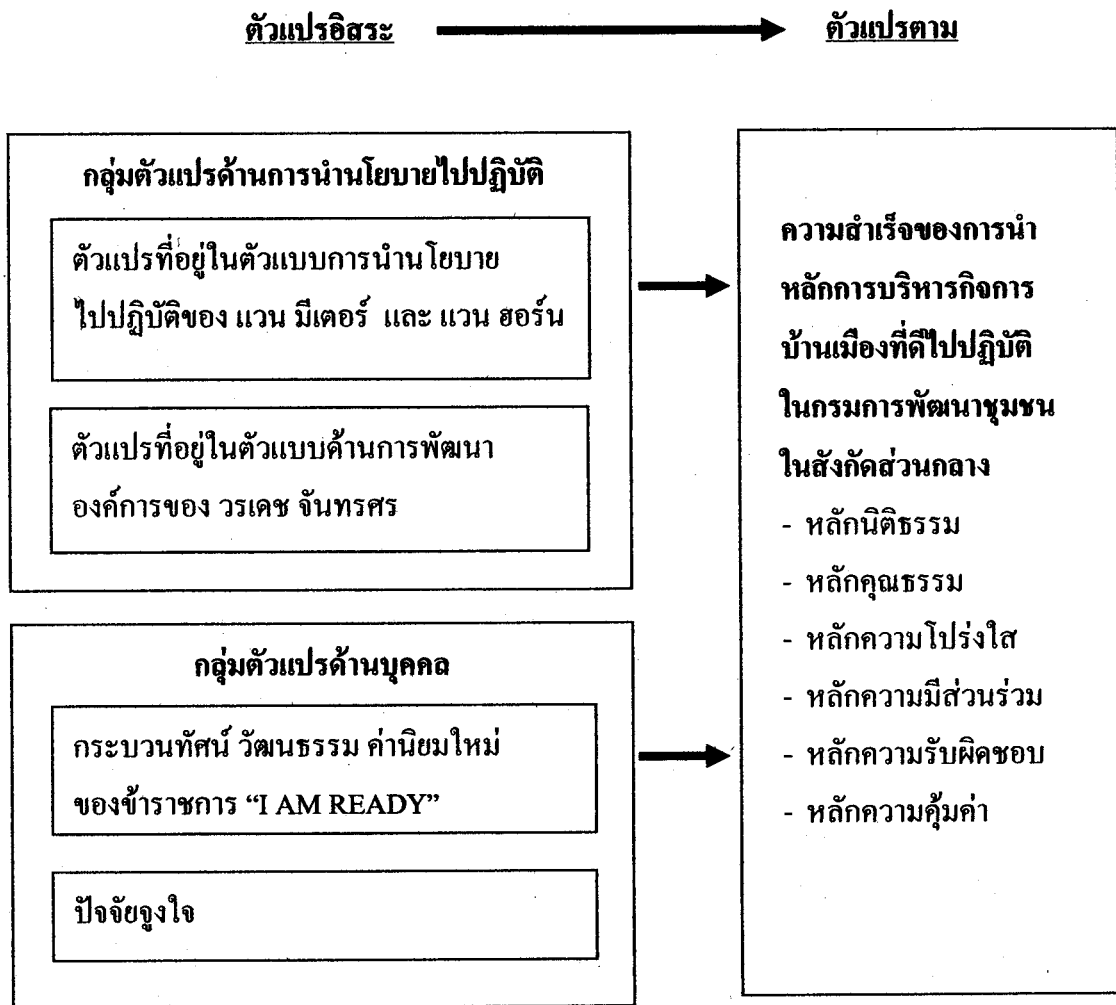 ตัวแปรอิสระ
ตัวแปรตาม
กลุ่มตัวแปรด้านการนำนโยบายไปปฏิบัติ
ตัวแปรที่อยู่ในตัวแบบการนำนโยบาย
ไปปฏิบัติของ แวน มีเตอร์ และ แวน ฮอร์น
ตัวแปรที่อยู่ในตัวแบบด้านการพัฒนา
องค์การของ วรเดช จันทรศร
กลุ่มตัวแปรด้านบุคคล
กระบวนทัศน์ วัฒนธรรม ค่านิยมใหม่
ของข้าราชการ “I AM READY”
ปัจจัยจูงใจ
ความสำเร็จของการนำ
หลักการบริหารกิจการ
บ้านเมืองที่ดีไปปฏิบัติ
ในกรมการพัฒนาชุมชน
ในสังกัดส่วนกลาง
- หลักนิติธรรม
- หลักคุณธรรม
- หลักความโปร่งใส
- หลักความมีส่วนร่วม
- หลักความรับผิดชอบ
- หลักความคุ้มค่า